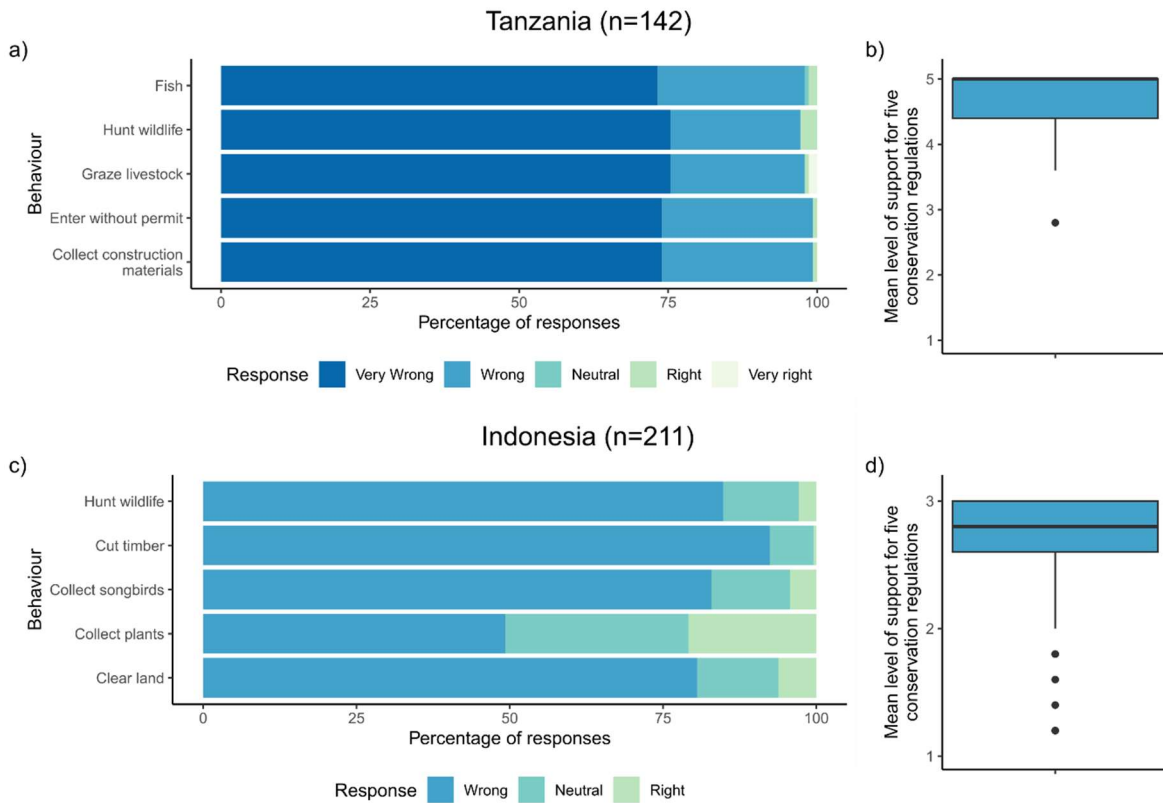 Tanzania (n=142)
a)
Behaviour
Fish
Hunt wildlife
Graze livestock
Enter without permit
Collect construction
materials
0 25 50 75 100
Percentage of responses
Response Very Wrong Wrong Neutral Right Very right
b)
Mean level of support for five
conservation regulations
5
4
3
2
1
Indonesia (n=211)
c)
Behaviour
Hunt wildlife
Cut timber
Collect songbirds
Collect plants
Clear land
0 25 50 75 100
Percentage of responses
Response Wrong Neutral Right
d)
Mean level of support for five
conservation regulations
3
2
1